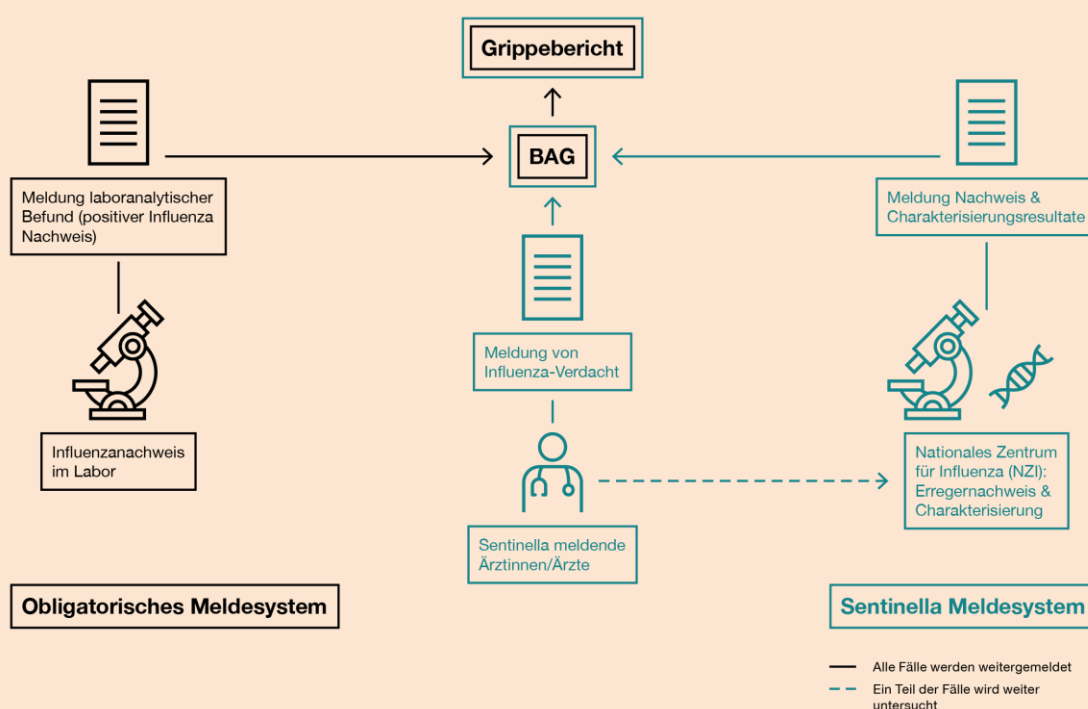 Grippebericht
BAG
Meldung laboranalytischer
Befund (positiver Influenza
Nachweis)
Meldung Nachweis &
Charakterisierungsresultate
Meldung von
Influenza-Verdacht
Influenzanachweis
im Labor
Nationales Zentrum
für Influenza (NZI):
Erregernachweis &
Charakterisierung
Sentinella meldende
Ärztinnen/Ärzte
Obligatorisches Meldesystem
Sentinella Meldesystem
Alle Fälle werden weitergemeldet
Ein Teil der Fälle wird weiter
untersucht